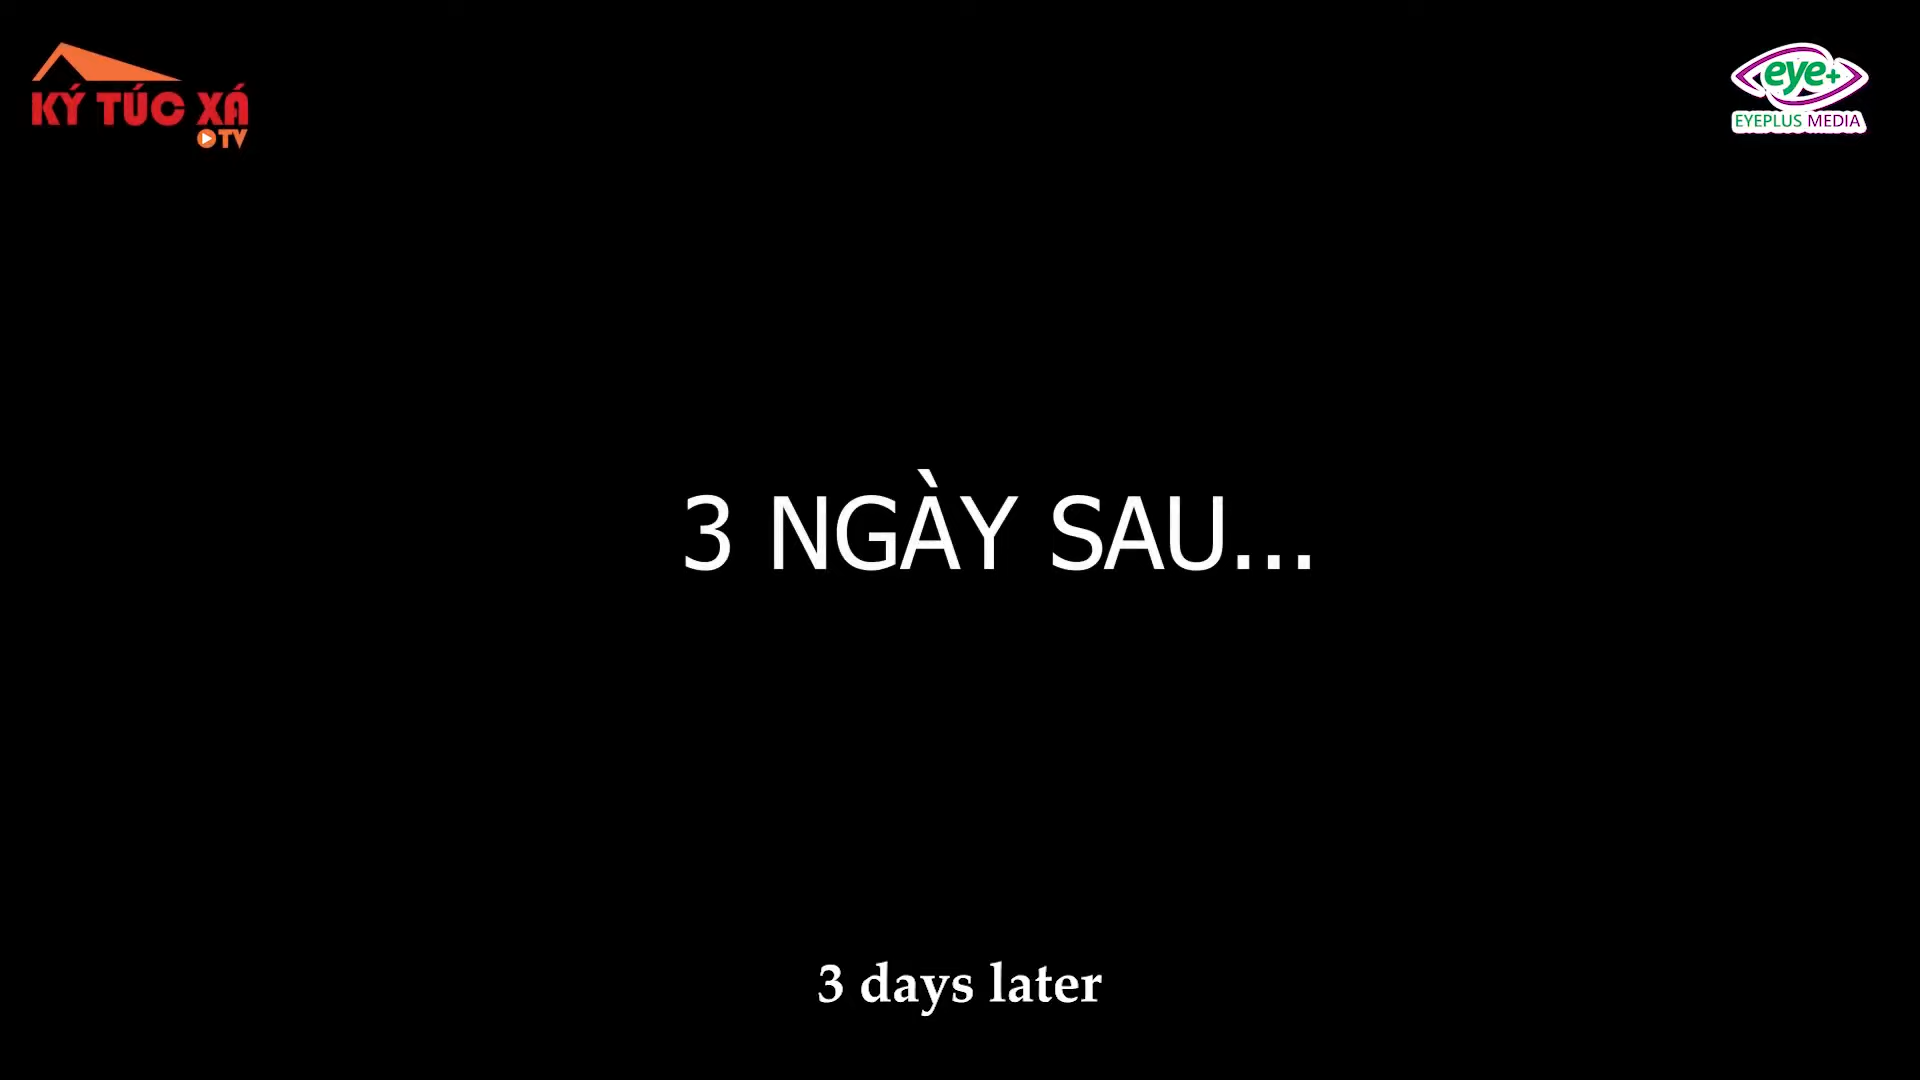 KÝ TÚC XÁ
TV
eye+
EYEPLUS MEDIA
3 NGÀY SAU...
3 days later